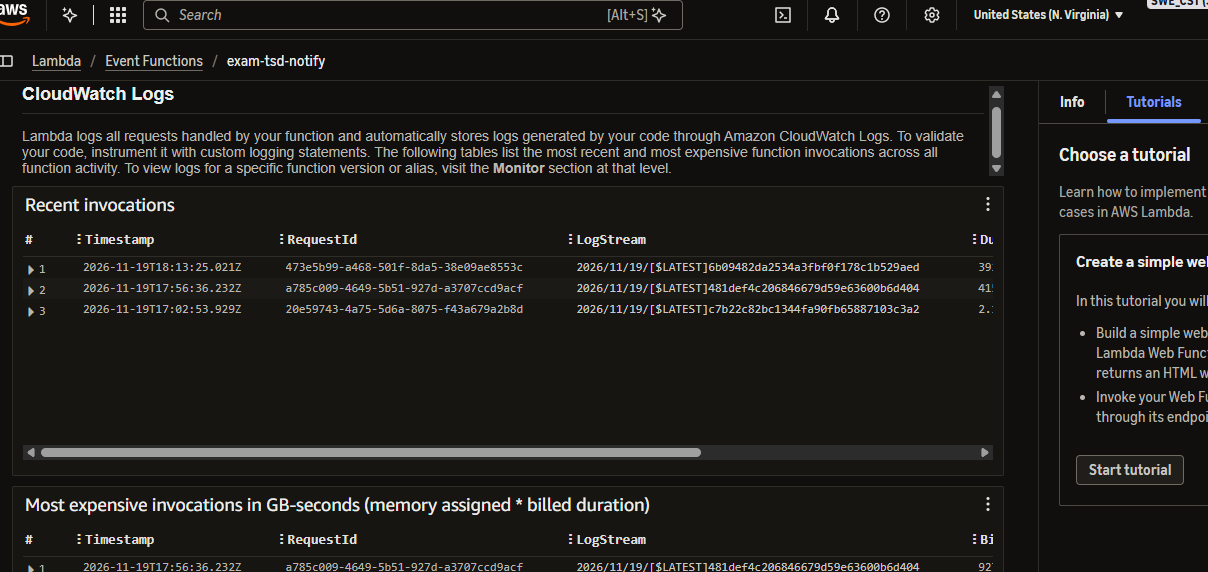 aws
Search
[Alt+S]
United States (N. Virginia)
Lambda / Event Functions / exam-tsd-notify
CloudWatch Logs
Lambda logs all requests handled by your function and automatically stores logs generated by your code through Amazon CloudWatch Logs. To validate
your code, instrument it with custom logging statements. The following tables list the most recent and most expensive function invocations across all
function activity. To view logs for a specific function version or alias, visit the Monitor section at that level.
Recent invocations
# Timestamp RequestId LogStream Du
1 2026-11-19T18:13:25.021Z 473e5b99-a468-501f-8da5-38e09ae8553c 2026/11/19/[$LATEST]6b09482da2534a3fbf0f178c1b529aed 39
2 2026-11-19T17:56:36.232Z a785c009-4649-5b51-927d-a3707ccd9acf 2026/11/19/[$LATEST]481def4c206846679d59e63600b6d404 41
3 2026-11-19T17:02:53.929Z 20e59743-4a75-5d6a-8075-f43a679a2b8d 2026/11/19/[$LATEST]c7b22c82bc1344fa90fb65887103c3a2 2.
Most expensive invocations in GB-seconds (memory assigned * billed duration)
# Timestamp RequestId LogStream Bi
1 2026-11-19T17:56:36.232Z a785c009-4649-5b51-927d-a3707ccd9acf 2026/11/19/[$LATEST]481def4c206846679d59e63600b6d404 92
Info
Tutorials
Choose a tutorial
Learn how to implement
cases in AWS Lambda.
Create a simple we
In this tutorial you will
Build a simple web
Lambda Web Func
returns an HTML w
Invoke your Web Fu
through its endpoi
Start tutorial